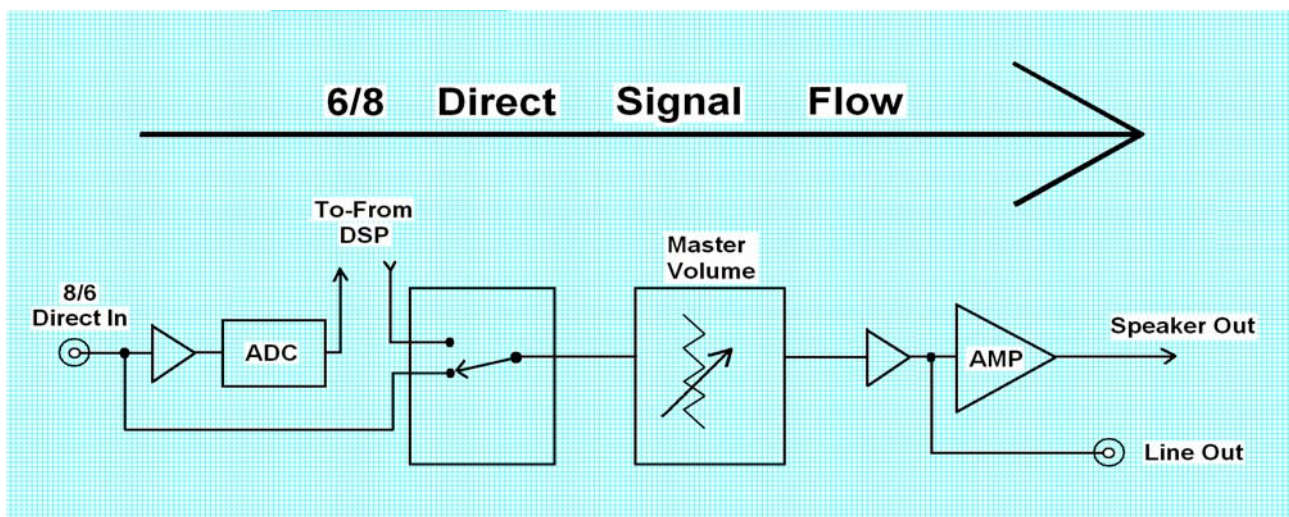 6/8 Direct Signal Flow
To-From
DSP
Master
Volume
8/6
Direct In
ADC
AMP
Speaker Out
Line Out